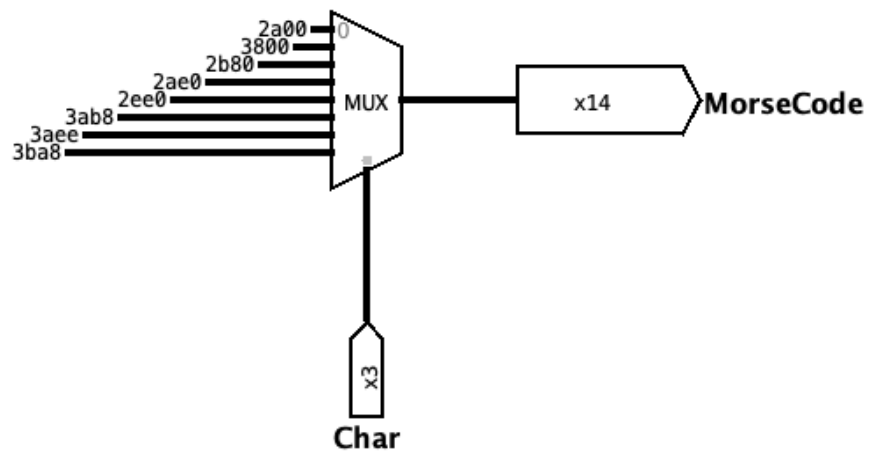 2a00
0
3800
2b80
2ae0
2ee0
MUX
x14
MorseCode
3ab8
3aee
3ba8
x3
Char